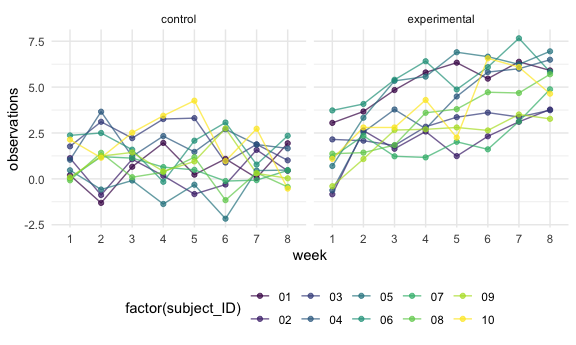 control experimental
observations
7.5
5.0
2.5
0.0
-2.5
1 2 3 4 5 6 7 8 1 2 3 4 5 6 7 8
week
factor(subject_ID)
01 03 05 07 09
02 04 06 08 10